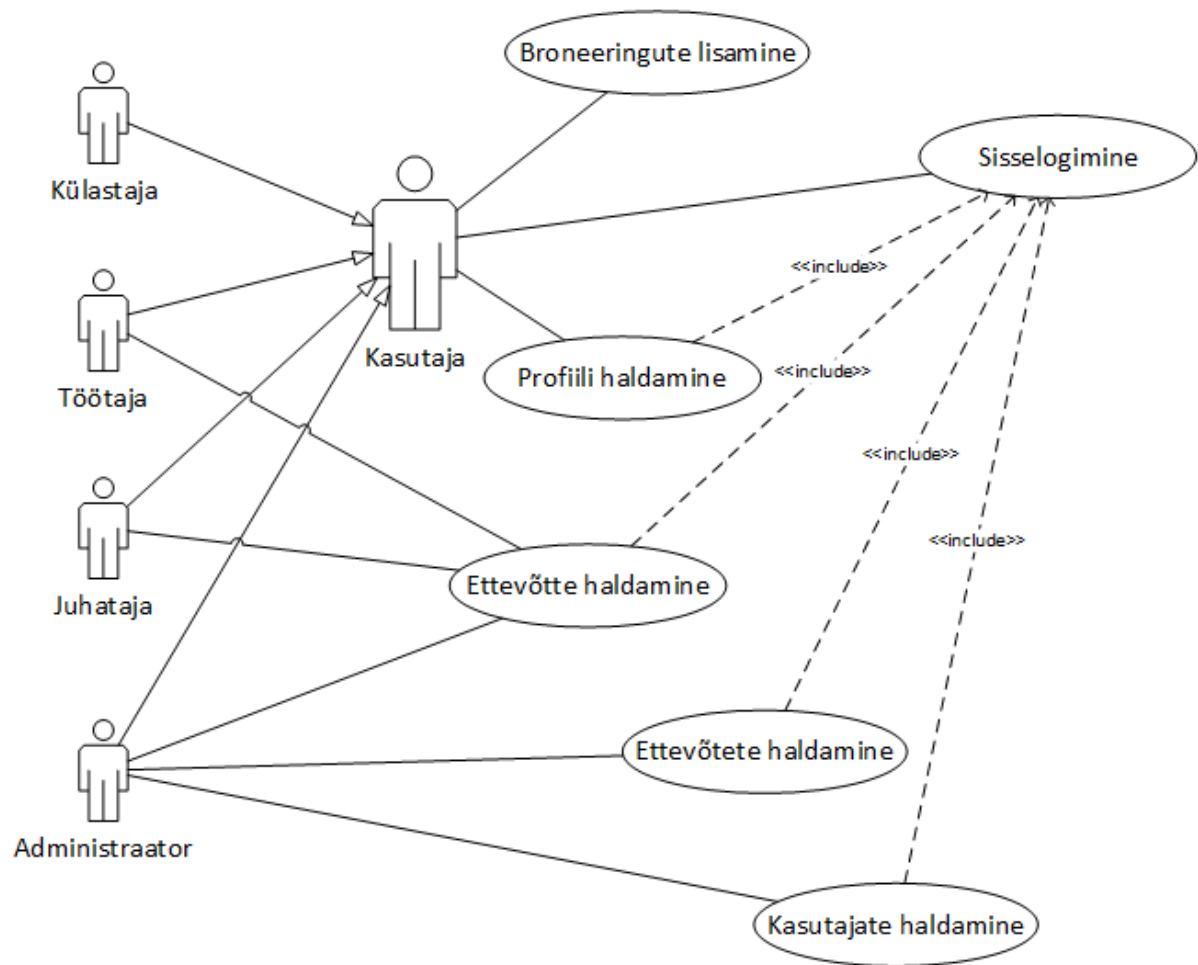 Broneeringute lisamine
Sisselogimine
Külastaja
Kasutaja
<<include>>
Töötaja
Profiili haldamine
<<include>>
<<include>>
<<include>>
Juhataja
Ettevõtte haldamine
Ettevõtete haldamine
Administraator
Kasutajate haldamine